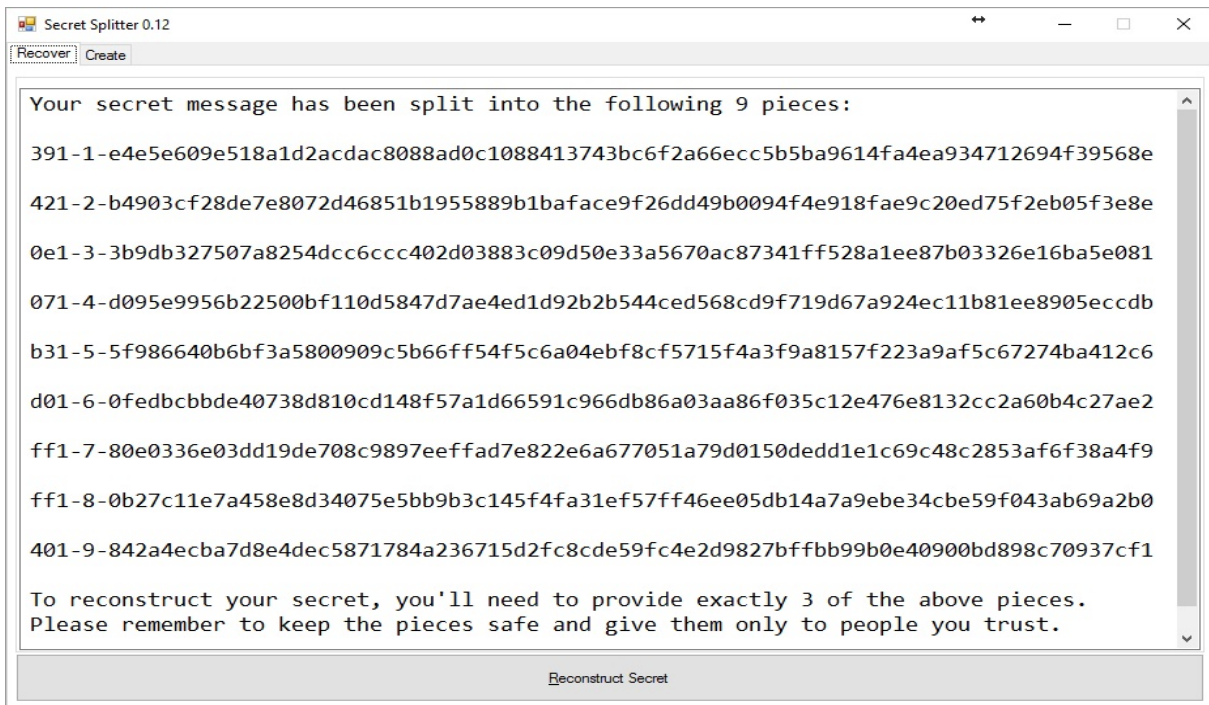 Secret Splitter 0.12
Recover Create
Your secret message has been split into the following 9 pieces:
391-1-e4e5e609e518a1d2acdac8088ad0c1088413743bc6f2a66ecc5b5ba9614fa4ea934712694f39568e
421-2-b4903cf28de7e8072d46851b1955889b1baface9f26dd49b0094f4e918fae9c20ed75f2eb05f3e8e
0e1-3-3b9db327507a8254dcc6ccc402d03883c09d50e33a5670ac87341ff528a1ee87b03326e16ba5e081
071-4-d095e9956b22500bf110d5847d7ae4ed1d92b2b544ced568cd9f719d67a924ec11b81ee8905eccdb
b31-5-5f986640b6bf3a5800909c5b66ff54f5c6a04ebf8cf5715f4a3f9a8157f223a9af5c67274ba412c6
d01-6-0fedbcbbde40738d810cd148f57a1d66591c966db86a03aa86f035c12e476e8132cc2a60b4c27ae2
ff1-7-80e0336e03dd19de708c9897eeffad7e822e6a677051a79d0150dedd1e1c69c48c2853af6f38a4f9
ff1-8-0b27c11e7a458e8d34075e5bb9b3c145f4fa31ef57ff46ee05db14a7a9ebe34cbe59f043ab69a2b0
401-9-842a4ecba7d8e4dec5871784a236715d2fc8cde59fc4e2d9827bffbb99b0e40900bd898c70937cf1
To reconstruct your secret, you'll need to provide exactly 3 of the above pieces.
Please remember to keep the pieces safe and give them only to people you trust.
Reconstruct Secret